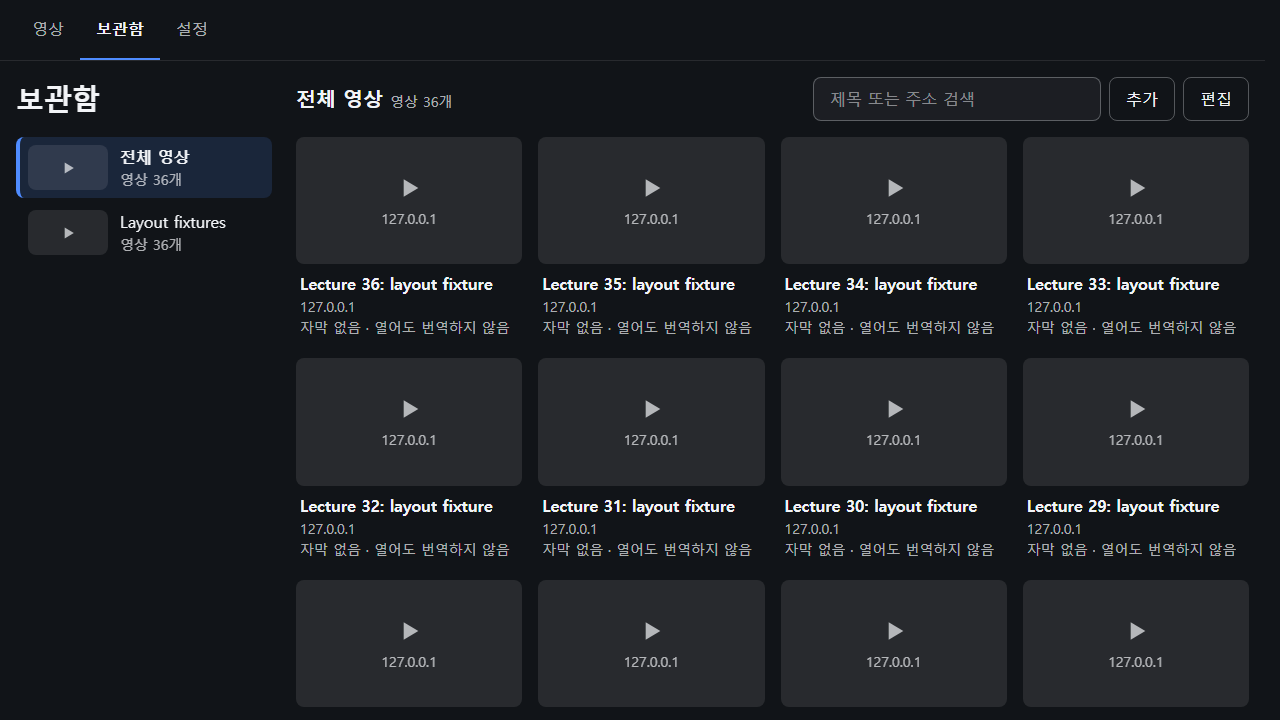 영상 보관함 설정
보관함
전체 영상 영상 36개
제목 또는 주소 검색
추가
편집
전체 영상
영상 36개
Layout fixtures
영상 36개
127.0.0.1 127.0.0.1 127.0.0.1 127.0.0.1
Lecture 36: layout fixture Lecture 35: layout fixture Lecture 34: layout fixture Lecture 33: layout fixture
127.0.0.1 127.0.0.1 127.0.0.1 127.0.0.1
자막 없음 · 열어도 번역하지 않음 자막 없음 · 열어도 번역하지 않음 자막 없음 · 열어도 번역하지 않음 자막 없음 · 열어도 번역하지 않음
127.0.0.1 127.0.0.1 127.0.0.1 127.0.0.1
Lecture 32: layout fixture Lecture 31: layout fixture Lecture 30: layout fixture Lecture 29: layout fixture
127.0.0.1 127.0.0.1 127.0.0.1 127.0.0.1
자막 없음 · 열어도 번역하지 않음 자막 없음 · 열어도 번역하지 않음 자막 없음 · 열어도 번역하지 않음 자막 없음 · 열어도 번역하지 않음
127.0.0.1 127.0.0.1 127.0.0.1 127.0.0.1